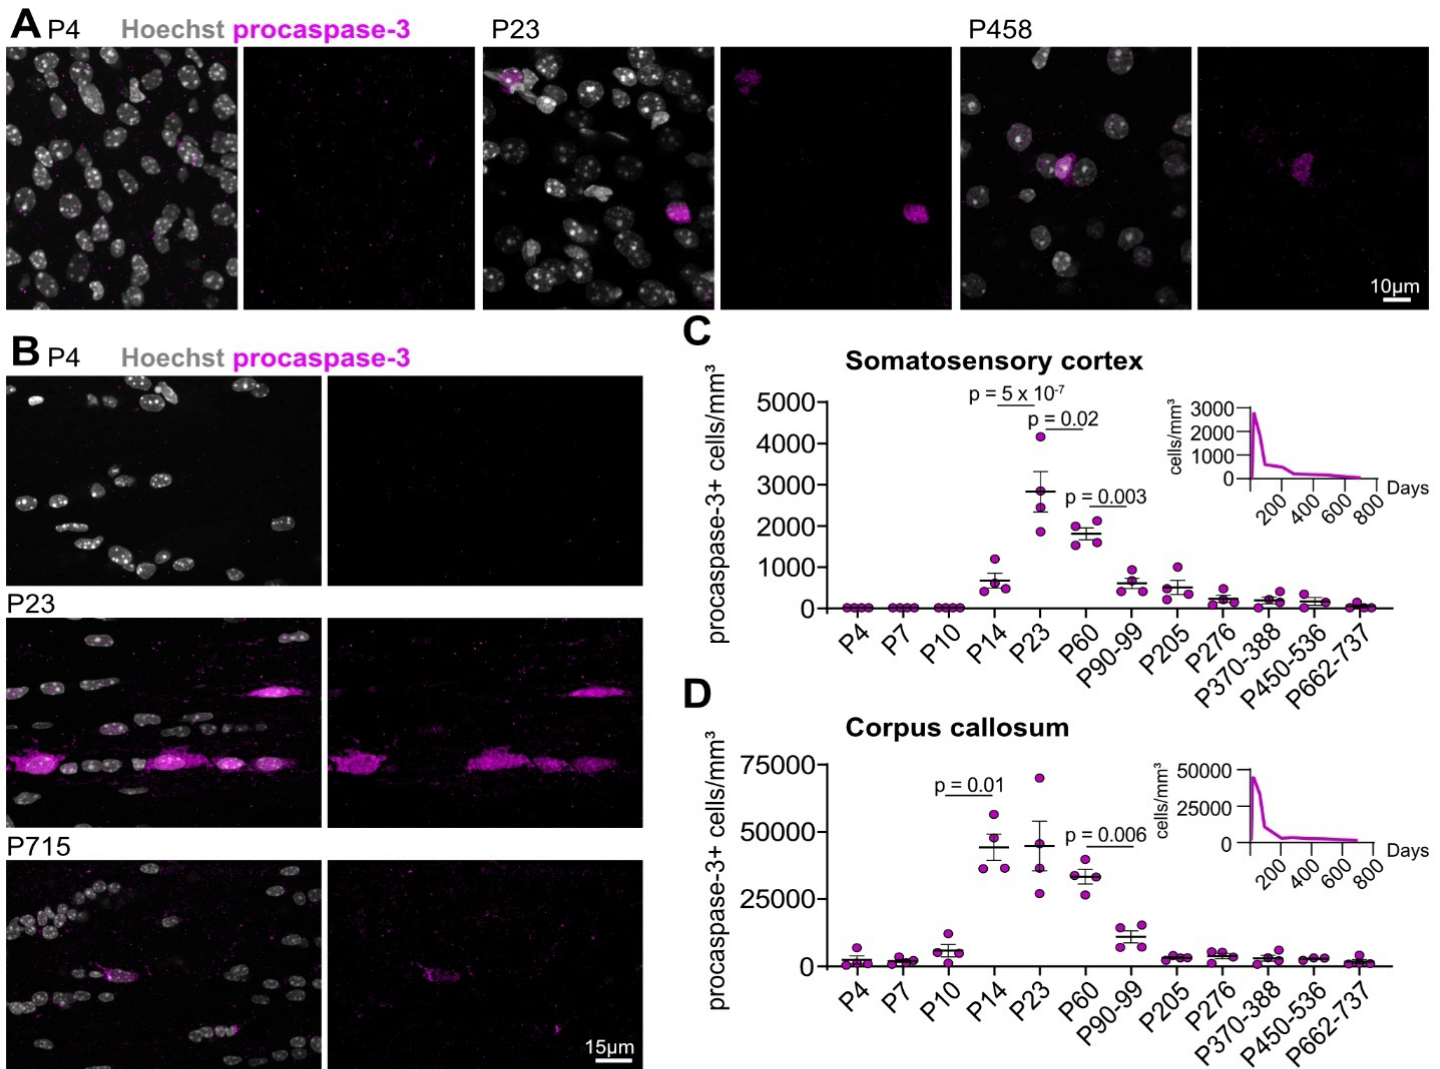 A P4 Hoechst procaspase-3 P23 P458
10µm
B P4 Hoechst procaspase-3
P23
P715
15µm
C
Somatosensory cortex
procaspase-3+ cells/mm³
p = 5 x 10⁻⁷
p = 0.02
p = 0.003
5000
4000
3000
2000
1000
0
P4 P7 P10 P14 P23 P60 P90-99 P205 P276 P370-388 P450-536 P662-737
cells/mm³
3000
2000
1000
0
200 400 600 800 Days
D
Corpus callosum
procaspase-3+ cells/mm³
p = 0.01
p = 0.006
75000
50000
25000
0
P4 P7 P10 P14 P23 P60 P90-99 P205 P276 P370-388 P450-536 P662-737
cells/mm³
50000
25000
0
200 400 600 800 Days